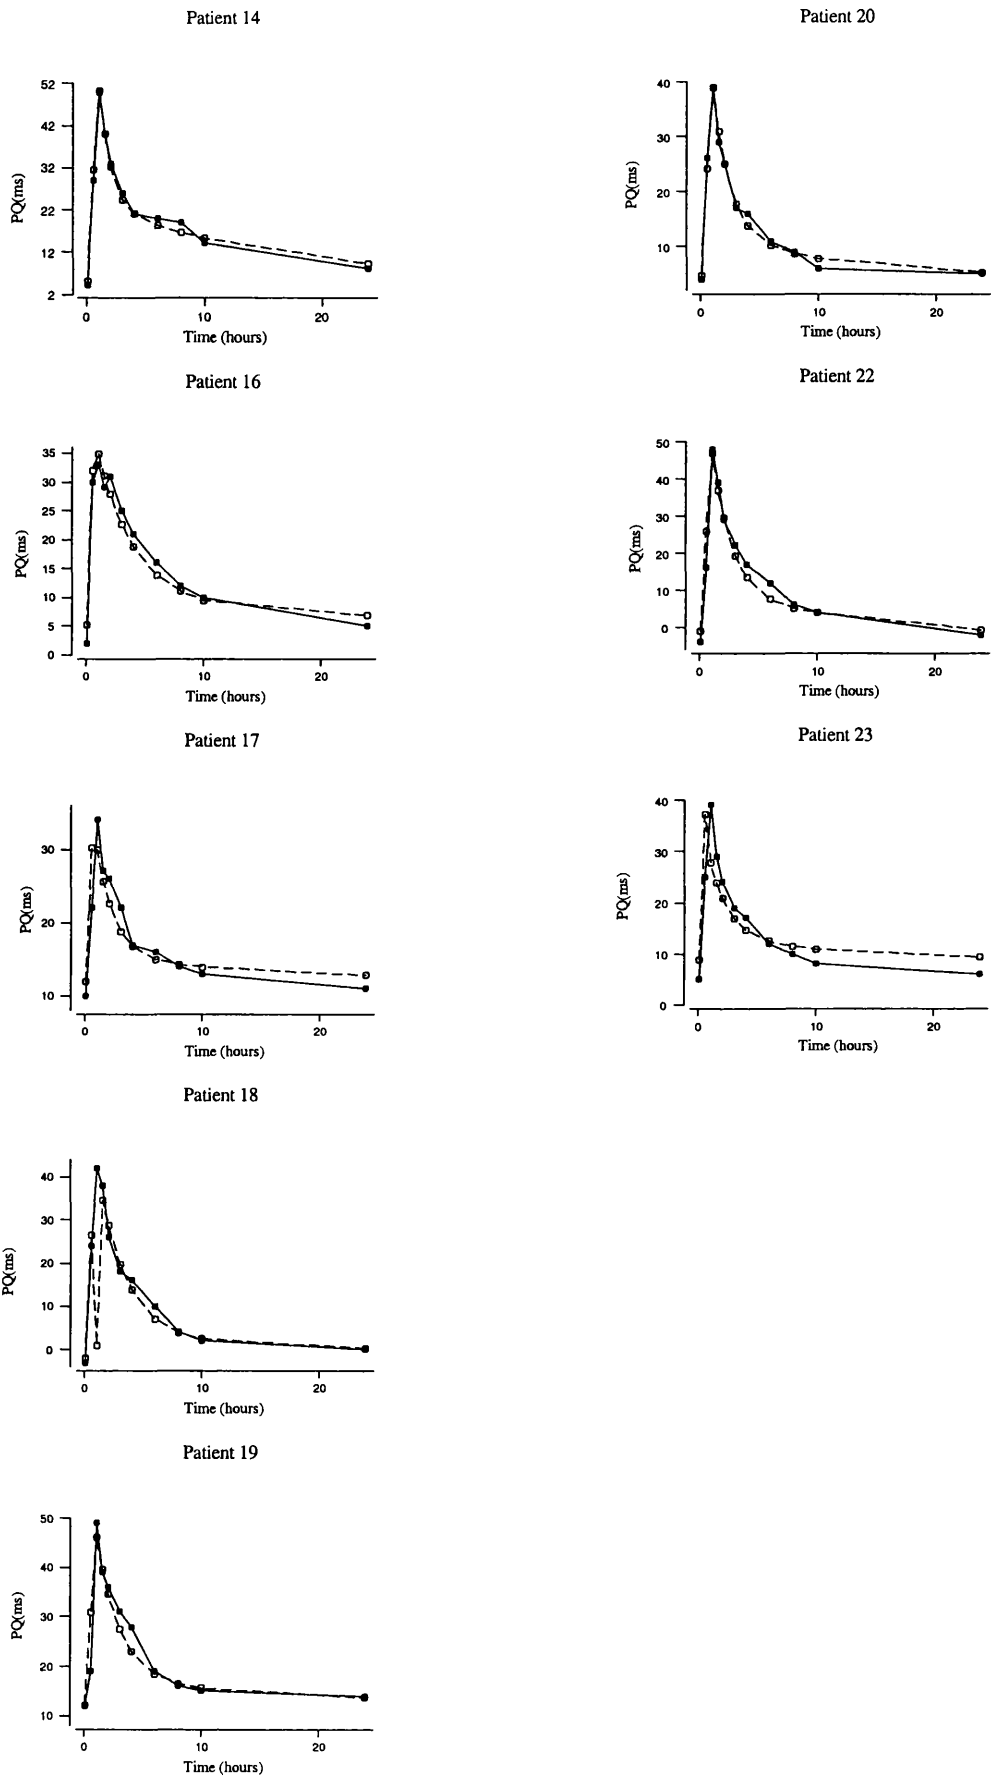 Patient 14
52
42
32
22
12
2
PQ(ms)
0 10 20
Time (hours)
Patient 16
35
30
25
20
15
10
5
0
PQ(ms)
0 10 20
Time (hours)
Patient 17
30
20
10
PQ(ms)
0 10 20
Time (hours)
Patient 18
40
30
20
10
0
PQ(ms)
0 10 20
Time (hours)
Patient 19
50
40
30
20
10
PQ(ms)
0 10 20
Time (hours)
Patient 20
40
30
20
10
PQ(ms)
0 10 20
Time (hours)
Patient 22
50
40
30
20
10
0
PQ(ms)
0 10 20
Time (hours)
Patient 23
40
30
20
10
0
PQ(ms)
0 10 20
Time (hours)